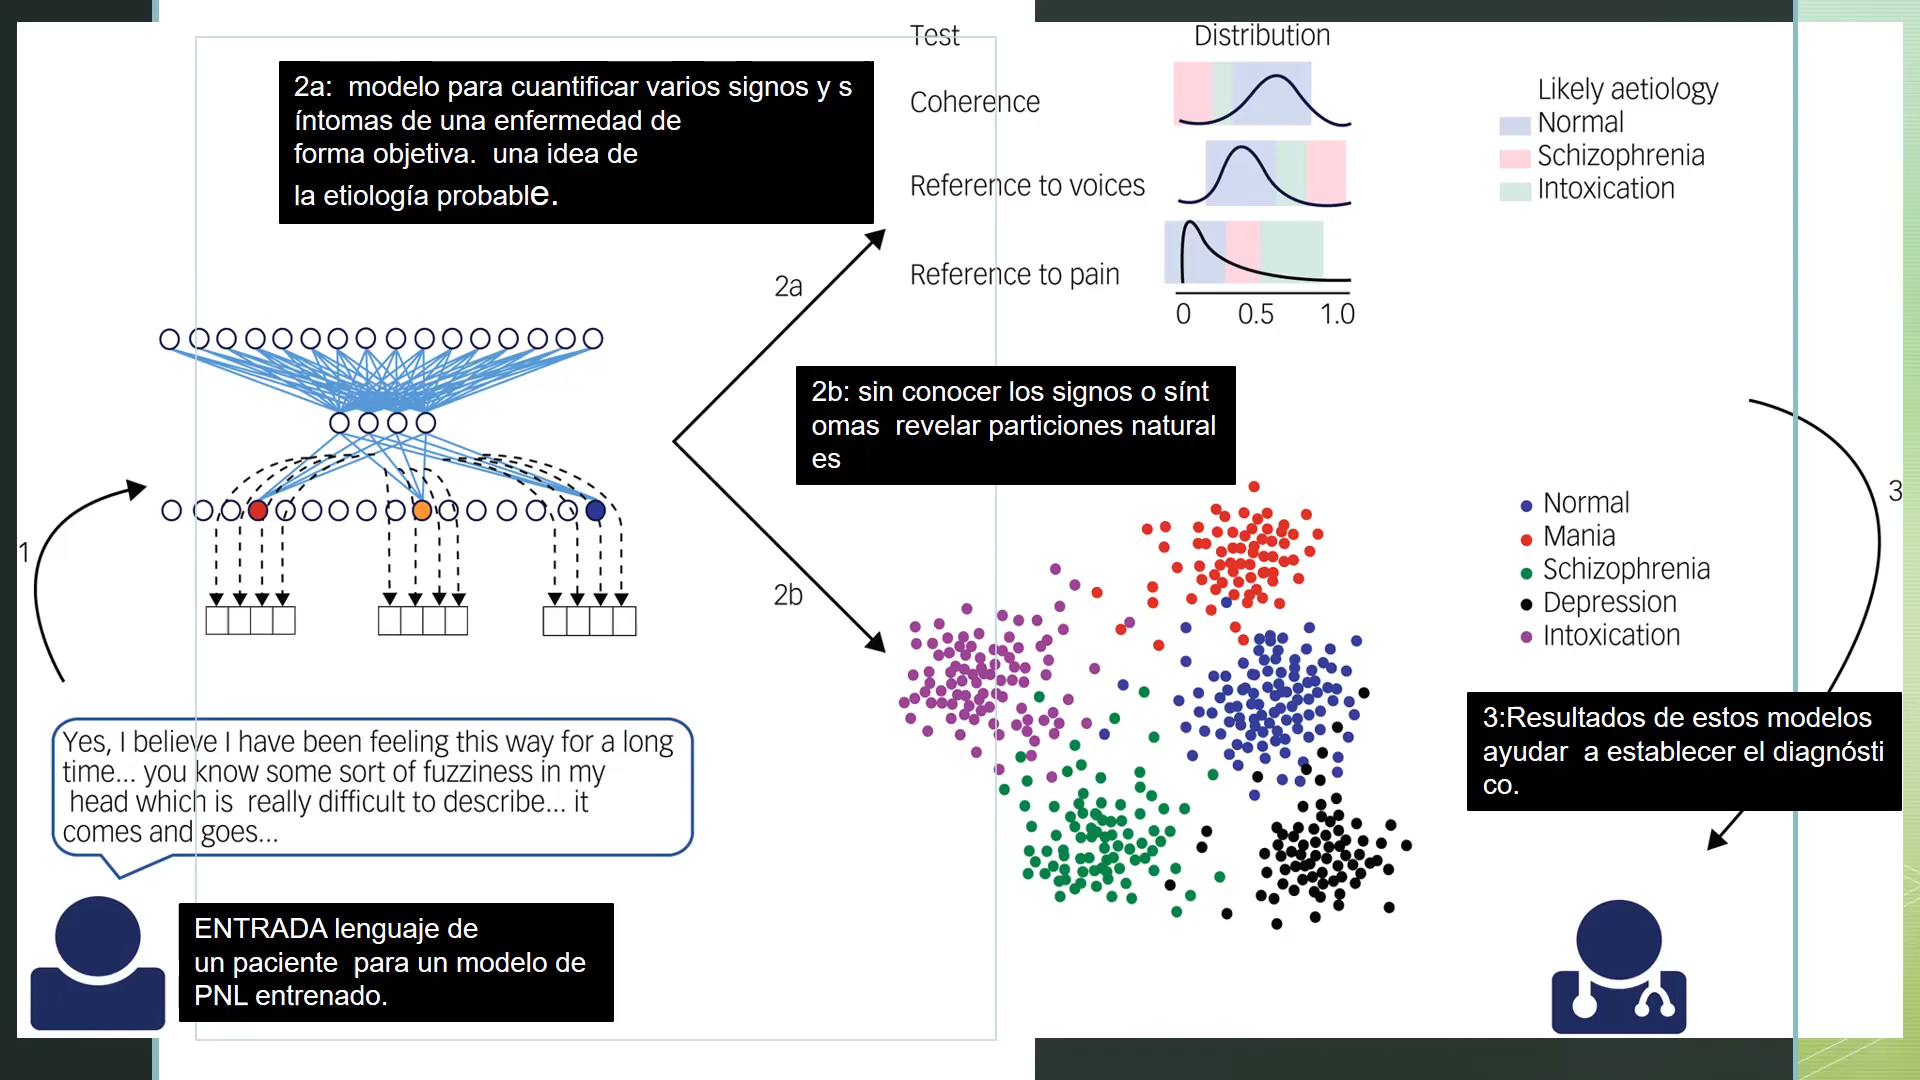 Test
Distribution
2a:  modelo para cuantificar varios signos y s
íntomas de una enfermedad de
forma objetiva.  una idea de
la etiología probable.
Coherence
Reference to voices
Reference to pain
0
0.5
1.0
Likely aetiology
Normal
Schizophrenia
Intoxication
2a
2b: sin conocer los signos o sínt
omas  revelar particiones natural
es
1
2b
3
Normal
Mania
Schizophrenia
Depression
Intoxication
3:Resultados de estos modelos
ayudar  a establecer el diagnósti
co.
Yes, I believe I have been feeling this way for a long
time... you know some sort of fuzziness in my
head which is  really difficult to describe... it
comes and goes...
ENTRADA lenguaje de
un paciente  para un modelo de
PNL entrenado.